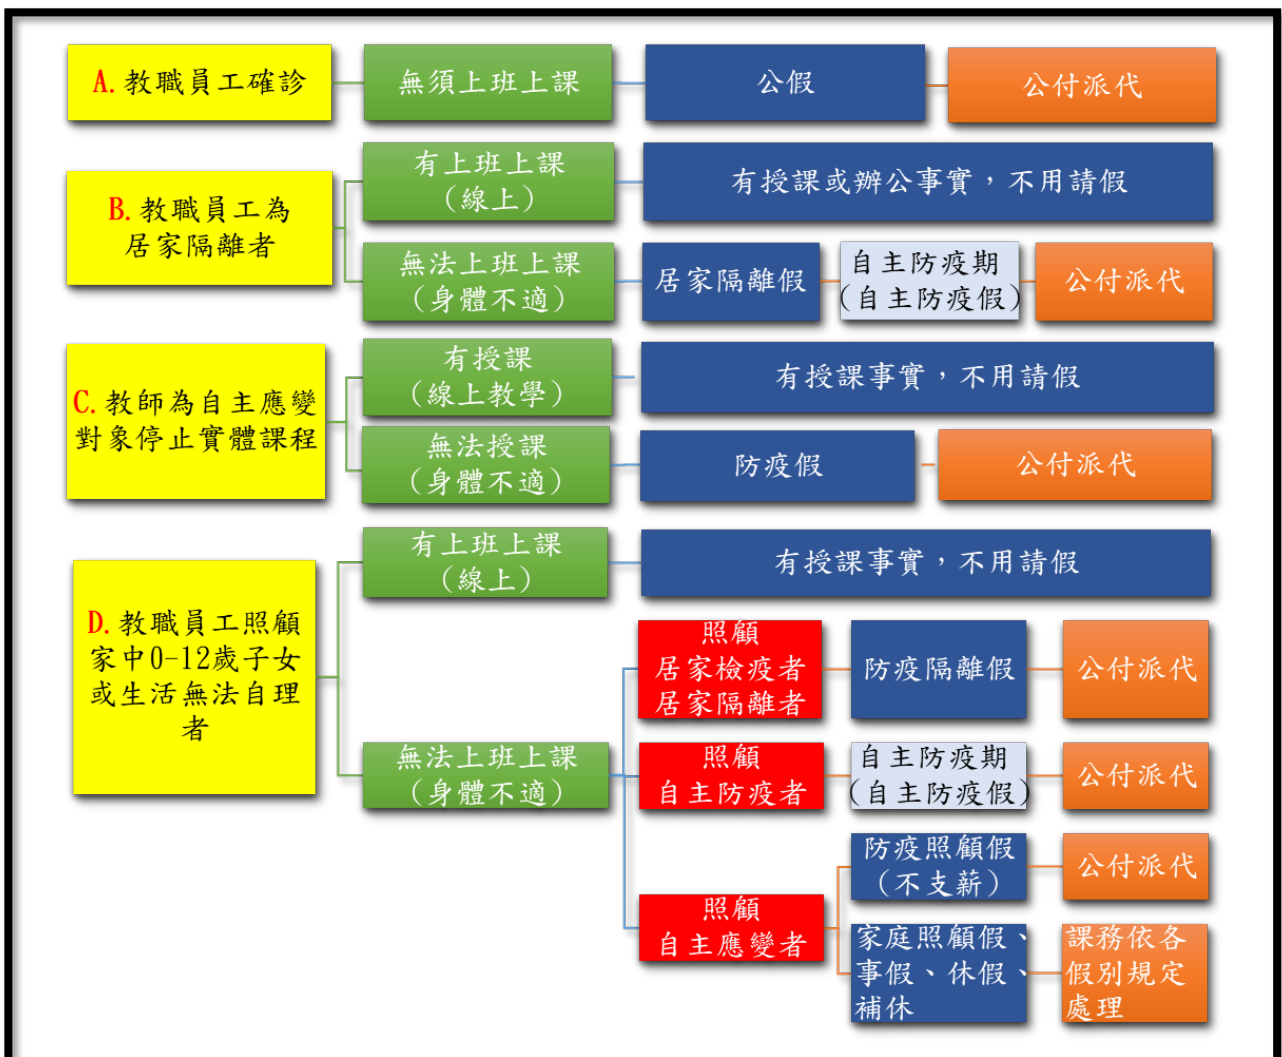 A. 教職員工確診
無須上班上課
公假
公付派代
B. 教職員工為
居家隔離者
有上班上課
（線上）
有授課或辦公事實，不用請假
無法上班上課
（身體不適）
居家隔離假
自主防疫期
（自主防疫假）
公付派代
C. 教師為自主應變
對象停止實體課程
有授課
（線上教學）
有授課事實，不用請假
無法授課
（身體不適）
防疫假
公付派代
D. 教職員工照顧
家中0-12歲子女
或生活無法自理
者
有上班上課
（線上）
有授課事實，不用請假
無法上班上課
（身體不適）
照顧
居家檢疫者
居家隔離者
防疫隔離假
公付派代
照顧
自主防疫者
自主防疫期
（自主防疫假）
公付派代
照顧
自主應變者
防疫照顧假
（不支薪）
公付派代
家庭照顧假、
事假、休假、
補休
課務依各
假別規定
處理